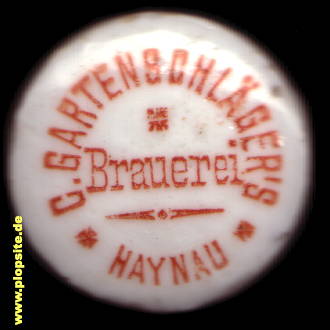 C. GARTENSCHLÄGER'S
Brauerei
HAYNAU
www.plopsite.de